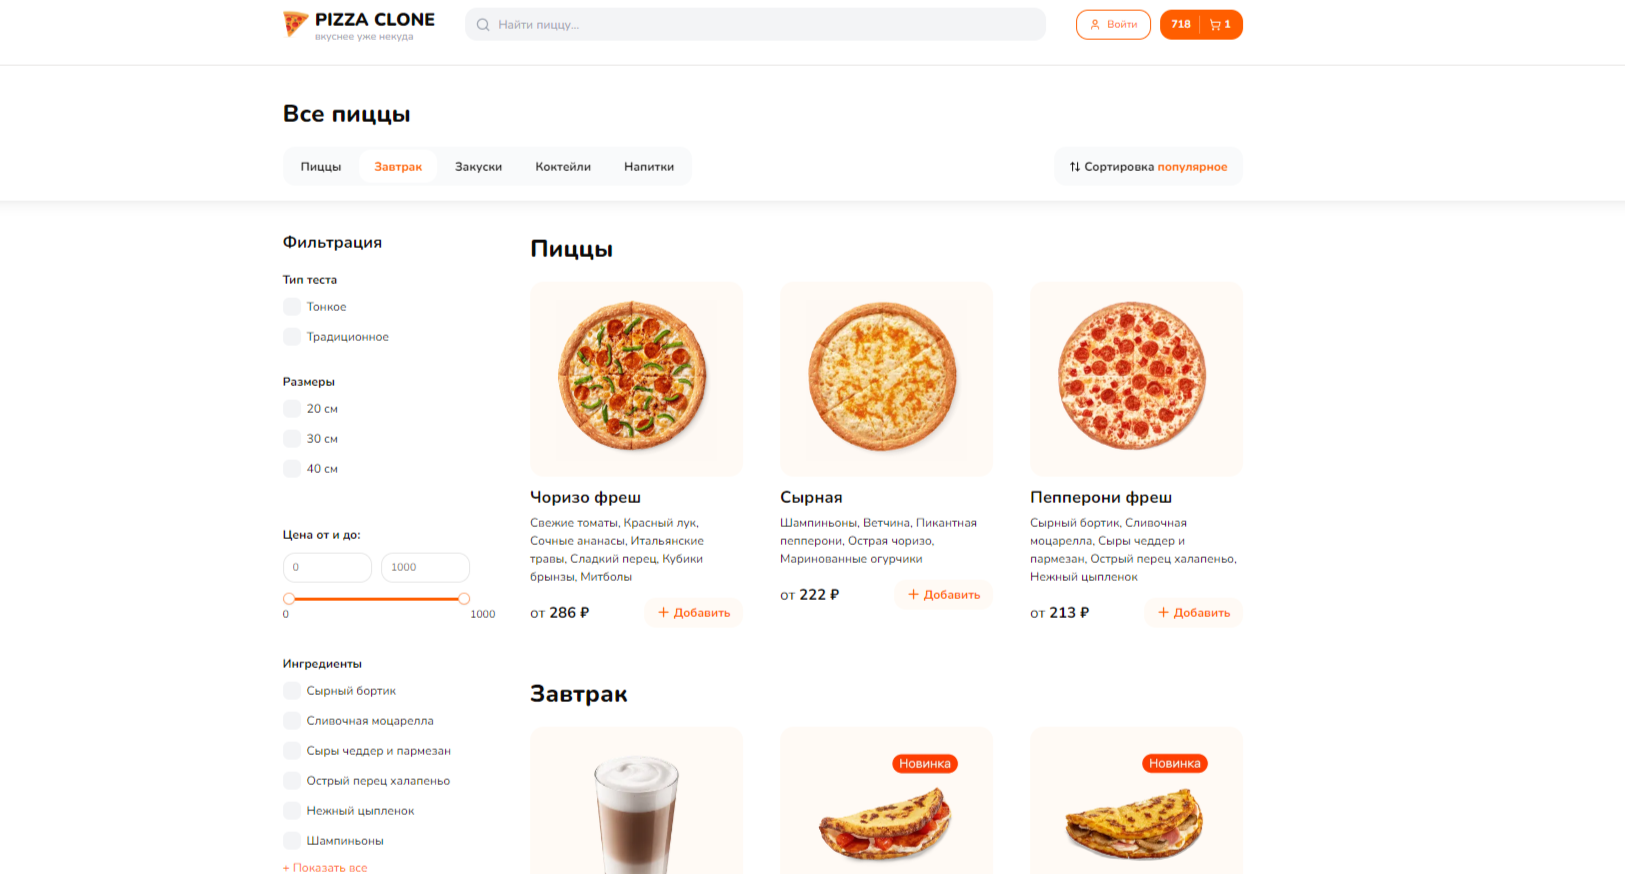 PIZZA CLONE
вкуснее уже некуда
Найти пиццу...
Войти
718
1
Все пиццы
Пиццы
Завтрак
Закуски
Коктейли
Напитки
Сортировка популярное
Фильтрация
Тип теста
Тонкое
Традиционное
Размеры
20 см
30 см
40 см
Цена от и до:
0
1000
0
1000
Ингредиенты
Сырный бортик
Сливочная моцарелла
Сыры чеддер и пармезан
Острый перец халапеньо
Нежный цыпленок
Шампиньоны
+ Показать все
Пиццы
Чоризо фреш
Свежие томаты, Красный лук,
Сочные ананасы, Итальянские
травы, Сладкий перец, Кубики
брынзы, Митболы
от 286 ₽
+ Добавить
Сырная
Шампиньоны, Ветчина, Пикантная
пепперони, Острая чоризо,
Маринованные огурчики
от 222 ₽
+ Добавить
Пепперони фреш
Сырный бортик, Сливочная
моцарелла, Сыры чеддер и
пармезан, Острый перец халапеньо,
Нежный цыпленок
от 213 ₽
+ Добавить
Завтрак
Новинка
Новинка